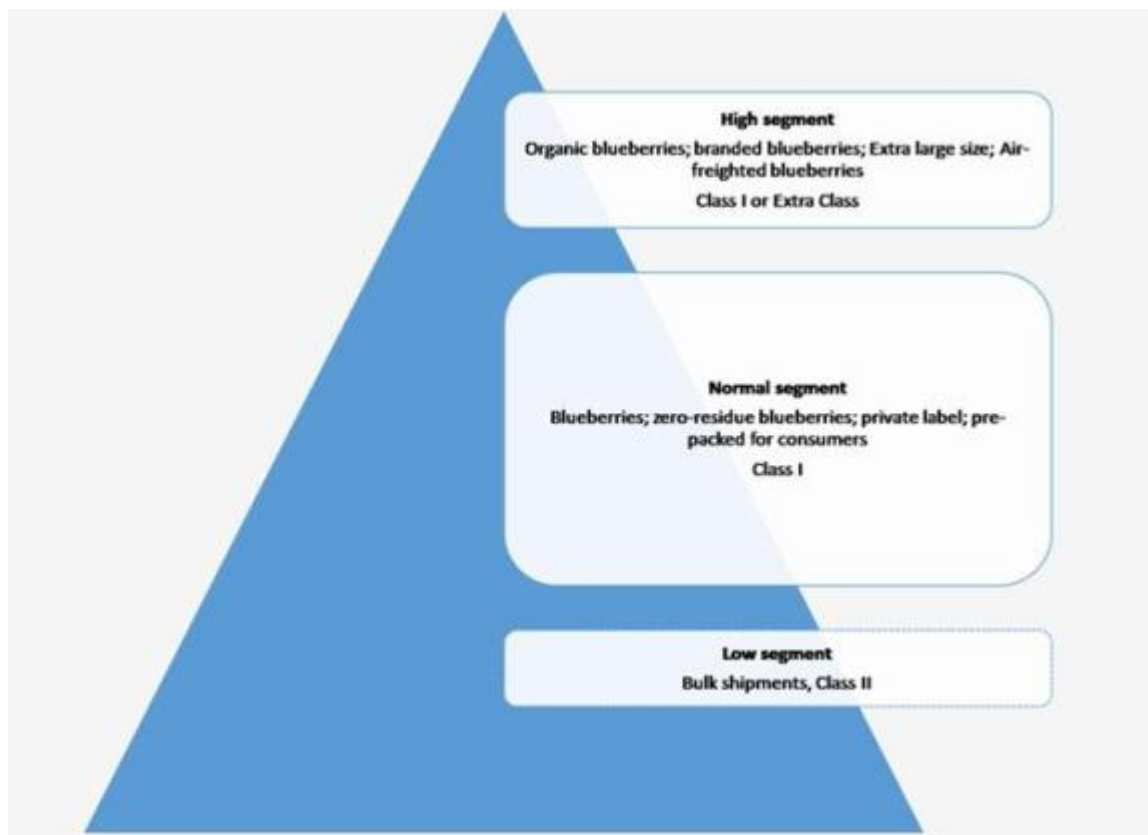 High segment
Organic blueberries; branded blueberries; Extra large size; Air-
freighted blueberries
Class I or Extra Class
Normal segment
Blueberries; zero-residue blueberries; private label; pre-
packed for consumers
Class I
Low segment
Bulk shipments, Class II